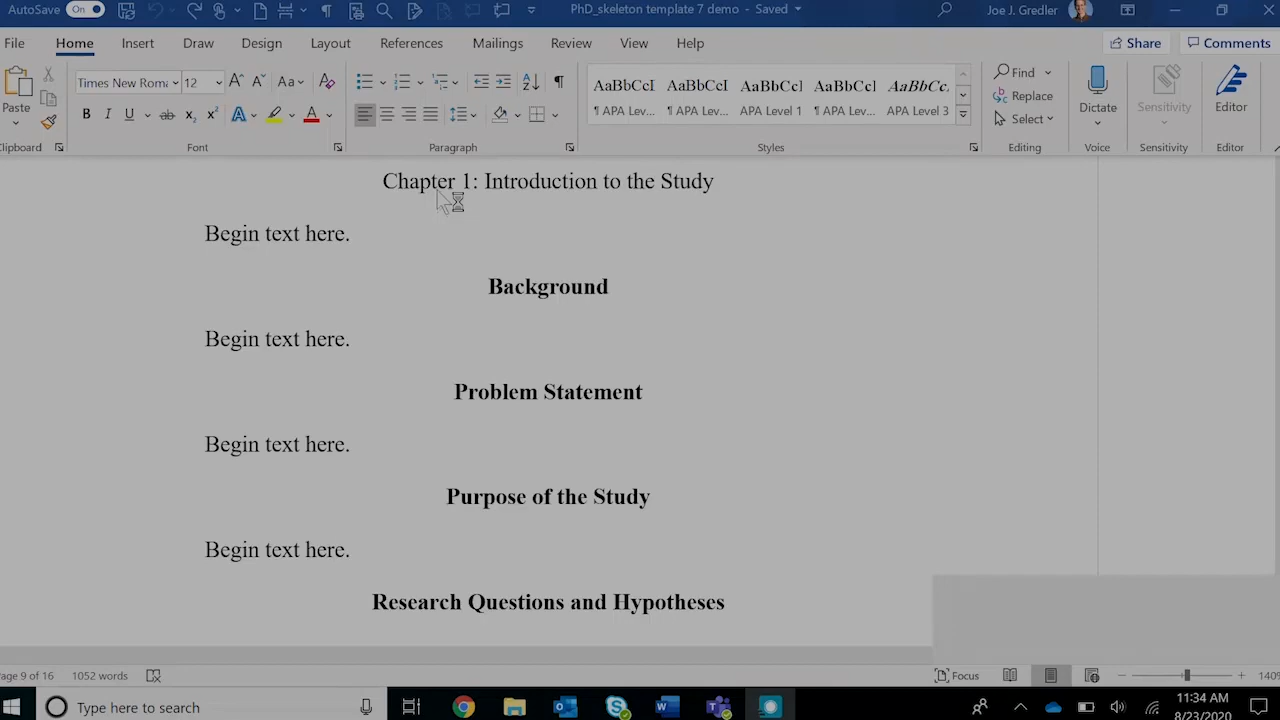 AutoSave On PhD_skeleton template 7 demo - Saved Joe J. Gredler
File Home Insert Draw Design Layout References Mailings Review View Help Share Comments
Times New Roma 12 Aa
AaBbCcI AaBbCcI AaBbCcI AaBbCcI AaBbCc.
¶ APA Lev... ¶ APA Lev... APA Level 1 ¶ APA Lev... APA Level 3
Find
Replace
Select
Paste
B I U ab x₂ x² A A
Dictate Sensitivity Editor
Clipboard Font Paragraph Styles Editing Voice Sensitivity Editor
Chapter 1: Introduction to the Study
Begin text here.
Background
Begin text here.
Problem Statement
Begin text here.
Purpose of the Study
Begin text here.
Research Questions and Hypotheses
age 9 of 16 1052 words Focus 140
Type here to search
11:34 AM
8/23/2020